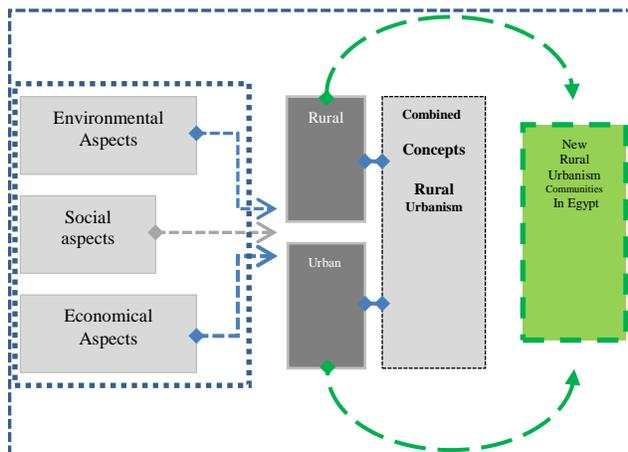 Environmental
Aspects
Social
aspects
Economical
Aspects
Rural
Urban
Combined
Concepts
Rural
Urbanism
New
Rural
Urbanism
Communities
In Egypt